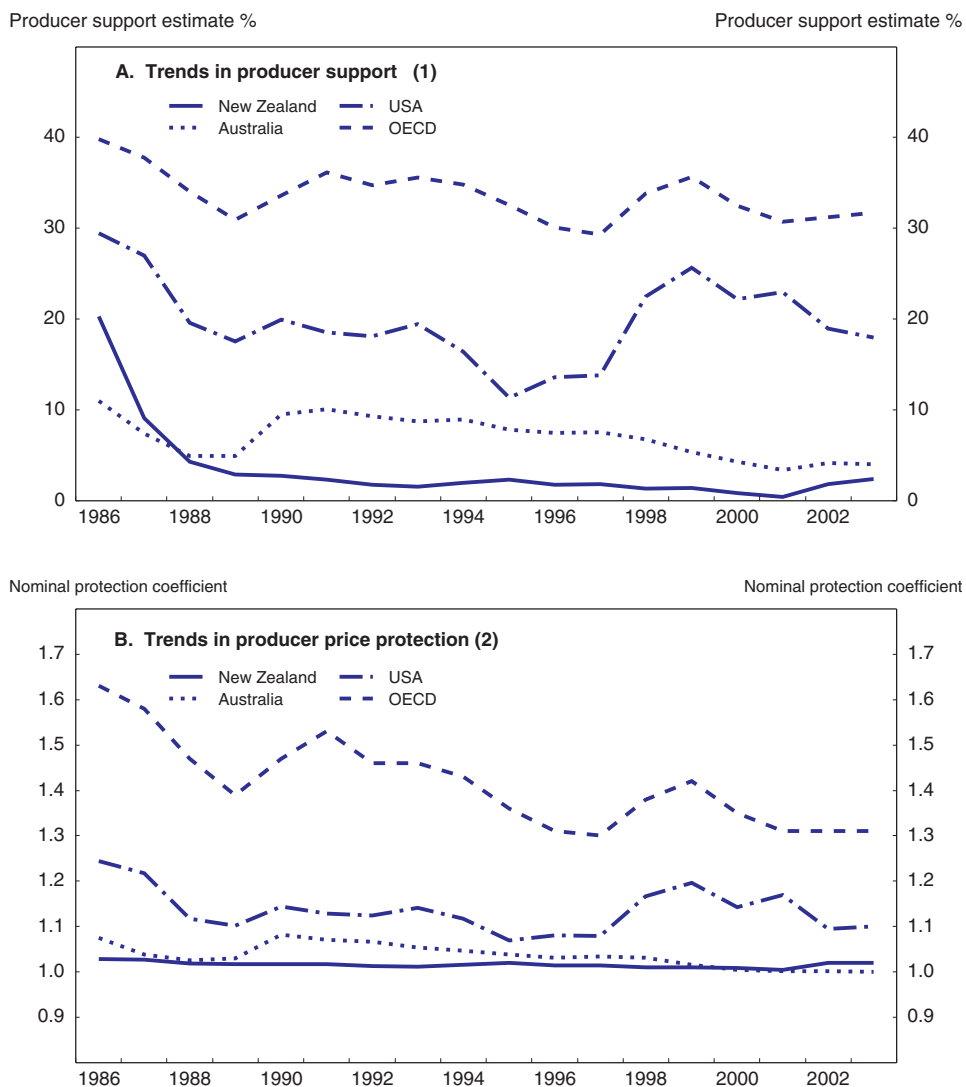 Producer support estimate % Producer support estimate %
A. Trends in producer support (1)
New Zealand USA
Australia OECD
40 40
30 30
20 20
10 10
0 0
1986 1988 1990 1992 1994 1996 1998 2000 2002
Nominal protection coefficient Nominal protection coefficient
B. Trends in producer price protection (2)
1.7 1.7
New Zealand USA
Australia OECD
1.6 1.6
1.5 1.5
1.4 1.4
1.3 1.3
1.2 1.2
1.1 1.1
1.0 1.0
0.9 0.9
1986 1988 1990 1992 1994 1996 1998 2000 2002